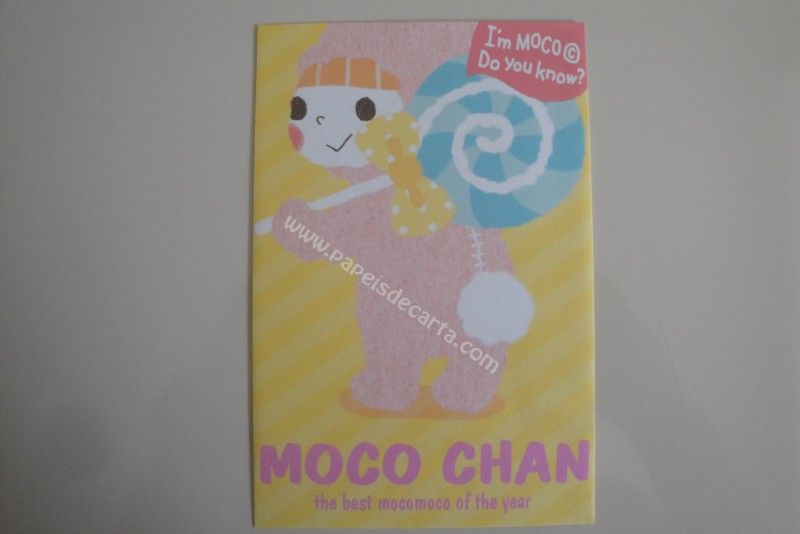 I'm MOCO ©
Do you know?
www.papeisdecarta.com
MOCO CHAN
the best mocomoco of the year